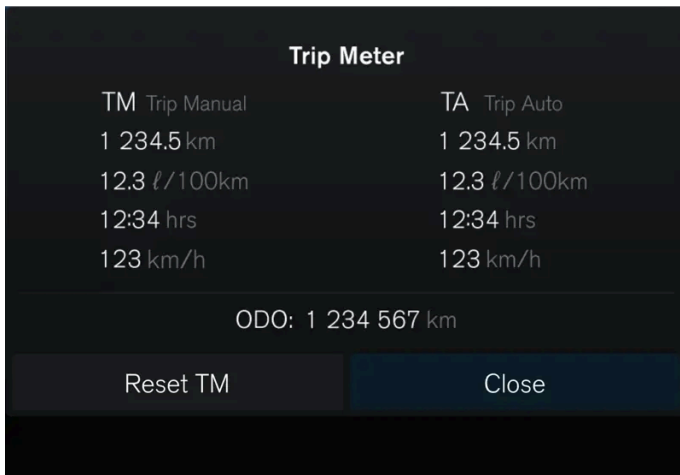 Trip Meter
TM Trip Manual
1 234.5 km
12.3 ℓ/100km
12:34 hrs
123 km/h
TA Trip Auto
1 234.5 km
12.3 ℓ/100km
12:34 hrs
123 km/h
ODO: 1 234 567 km
Reset TM
Close